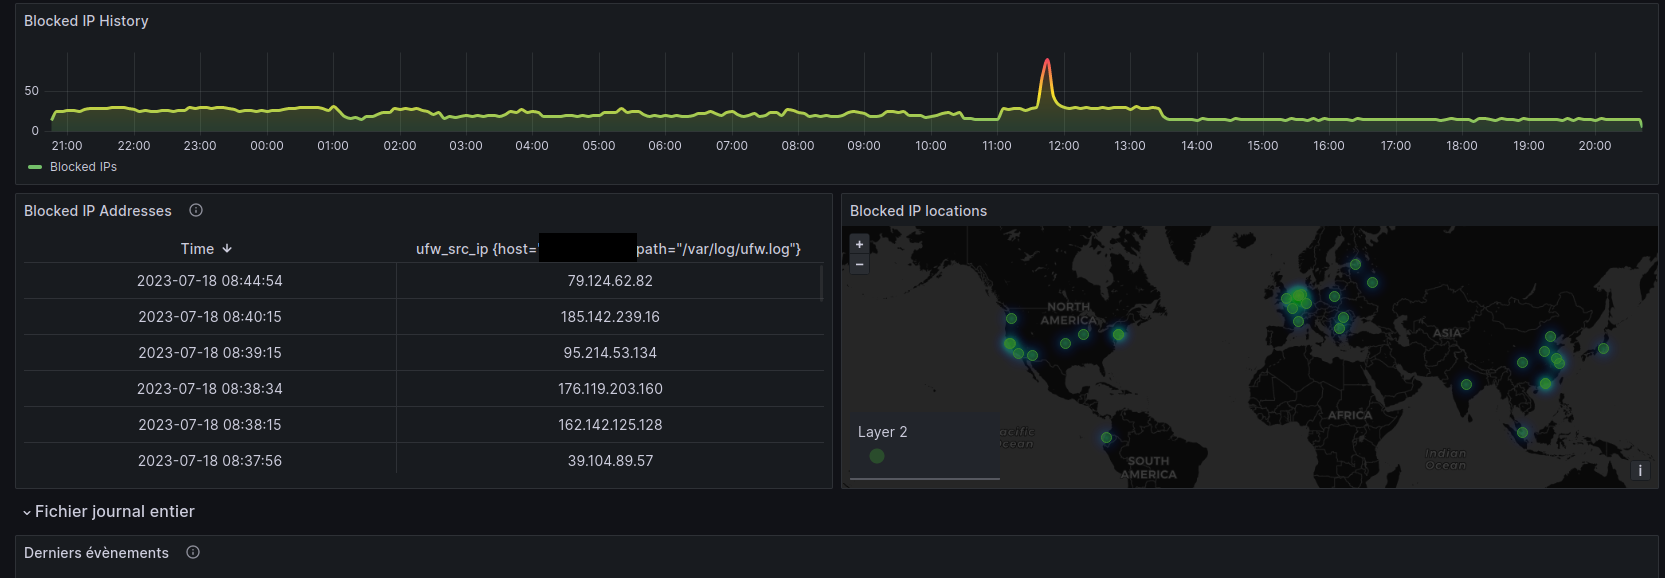 Blocked IP History
50
0
21:00 22:00 23:00 00:00 01:00 02:00 03:00 04:00 05:00 06:00 07:00 08:00 09:00 10:00 11:00 12:00 13:00 14:00 15:00 16:00 17:00 18:00 19:00 20:00
Blocked IPs
Blocked IP Addresses
Time ufw_src_ip {host=" path="/var/log/ufw.log"}
2023-07-18 08:44:54 79.124.62.82
2023-07-18 08:40:15 185.142.239.16
2023-07-18 08:39:15 95.214.53.134
2023-07-18 08:38:34 176.119.203.160
2023-07-18 08:38:15 162.142.125.128
2023-07-18 08:37:56 39.104.89.57
Blocked IP locations
+
−
NORTH
AMERICA
ASIA
AFRICA
Pacific
Ocean
Indian
Ocean
SOUTH
AMERICA
Layer 2
i
Fichier journal entier
Derniers évènements